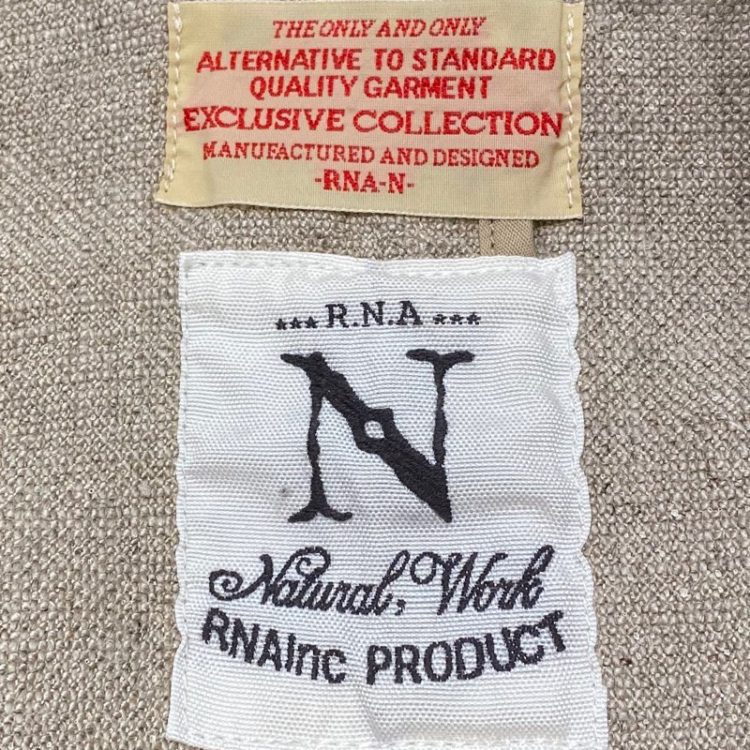 THE ONLY AND ONLY
ALTERNATIVE TO STANDARD
QUALITY GARMENT
EXCLUSIVE COLLECTION
MANUFACTURED AND DESIGNED
-RNA-N-
*** R.N.A ***
N
Natural, Work
RNAInc PRODUCT